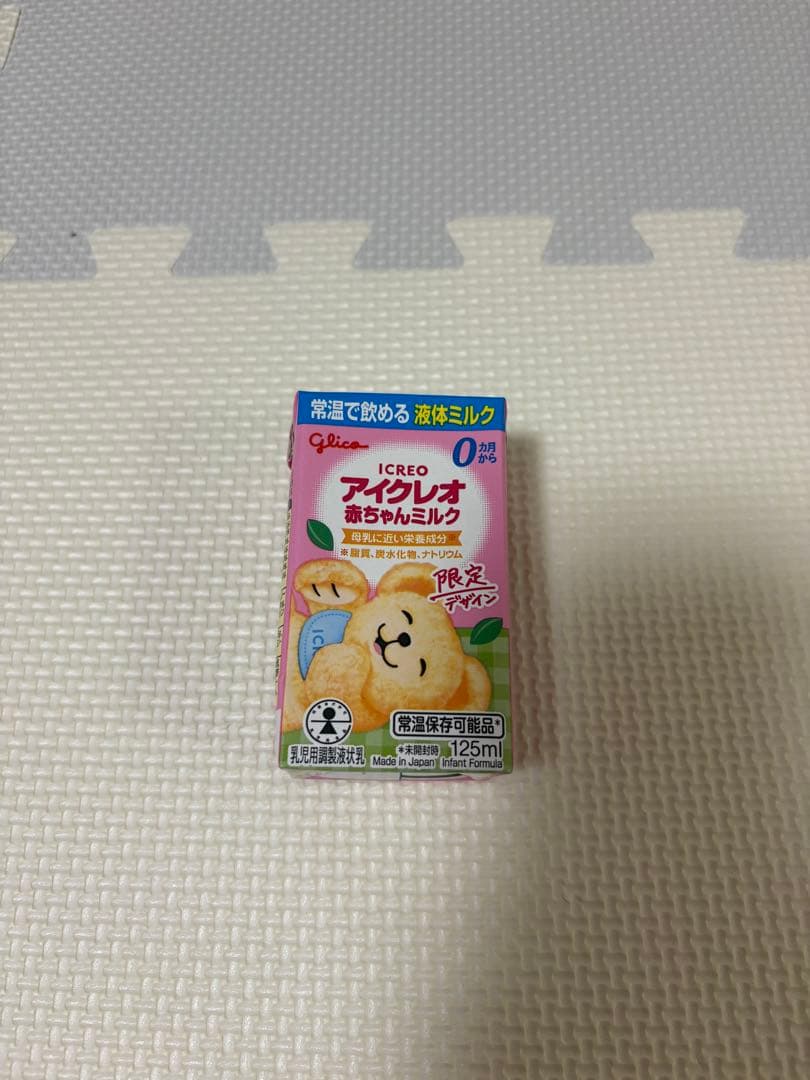 常温で飲める 液体ミルク
glico
0カ月から
ICREO
アイクレオ
赤ちゃんミルク
母乳に近い栄養成分※
※脂質、炭水化物、ナトリウム
限定
デザイン
常温保存可能品*
*未開封時 125ml
乳児用調製液状乳 Made in Japan Infant Formula